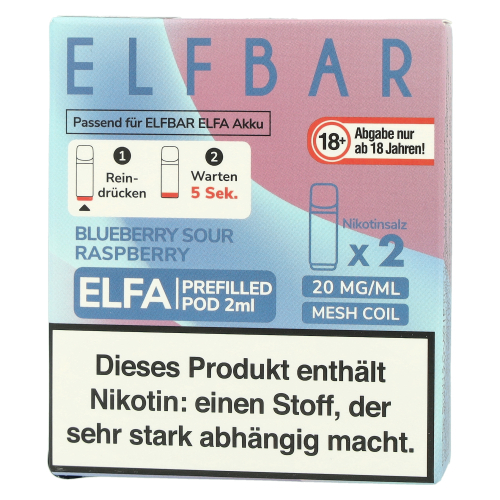 ELFBAR
Passend für ELFBAR ELFA Akku
18+ Abgabe nur
ab 18 Jahren!
1
Rein-
drücken
2
Warten
5 Sek.
BLUEBERRY SOUR
RASPBERRY
Nikotinsalz
x 2
ELFA PREFILLED
POD 2ml
20 MG/ML
MESH COIL
Dieses Produkt enthält
Nikotin: einen Stoff, der
sehr stark abhängig macht.